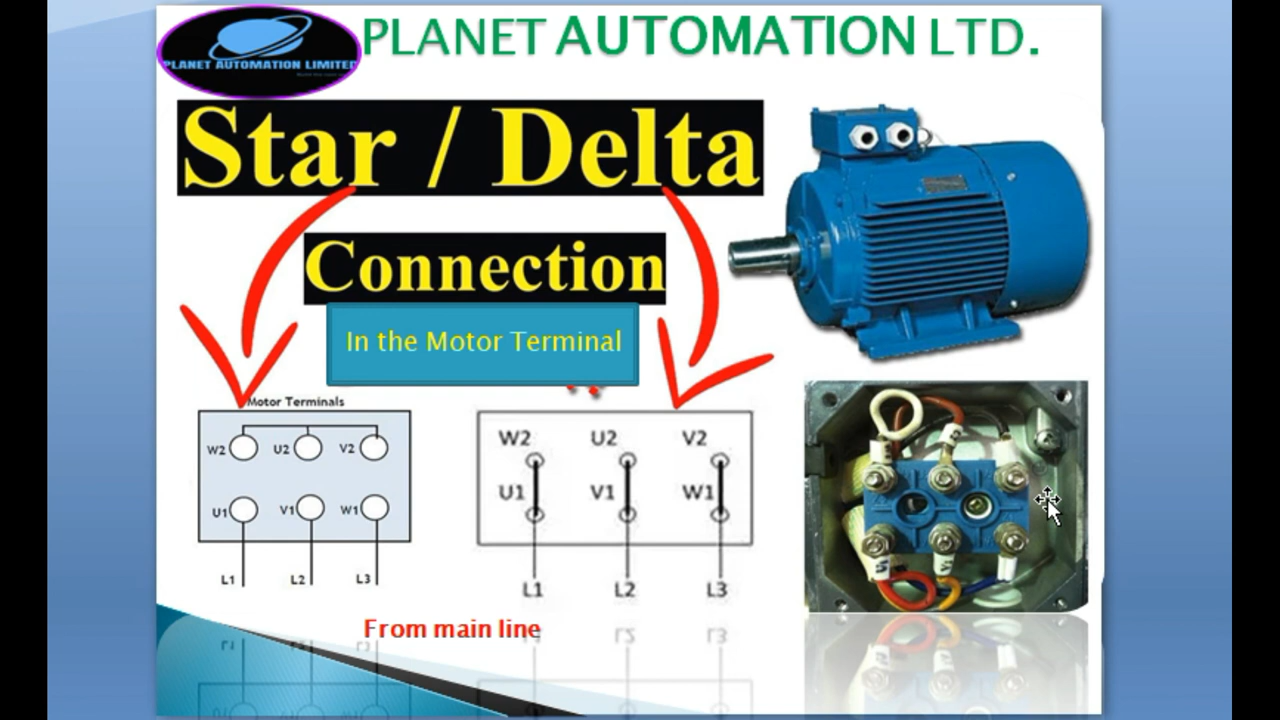 PLANET AUTOMATION LTD.
PLANET AUTOMATION LIMITED
Star / Delta
Connection
In the Motor Terminal
Motor Terminals
W2 U2 V2
U1 V1 W1
L1 L2 L3
W2 U2 V2
U1 V1 W1
L1 L2 L3
From main line